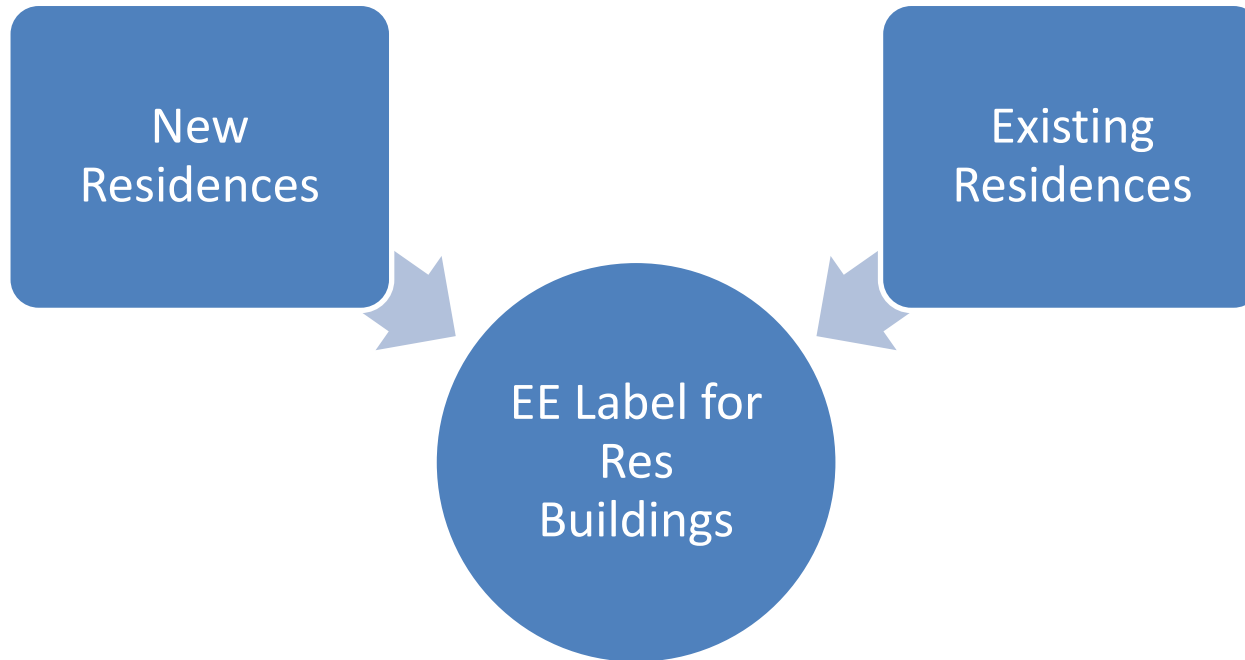 New
Residences
Existing
Residences
EE Label for
Res
Buildings